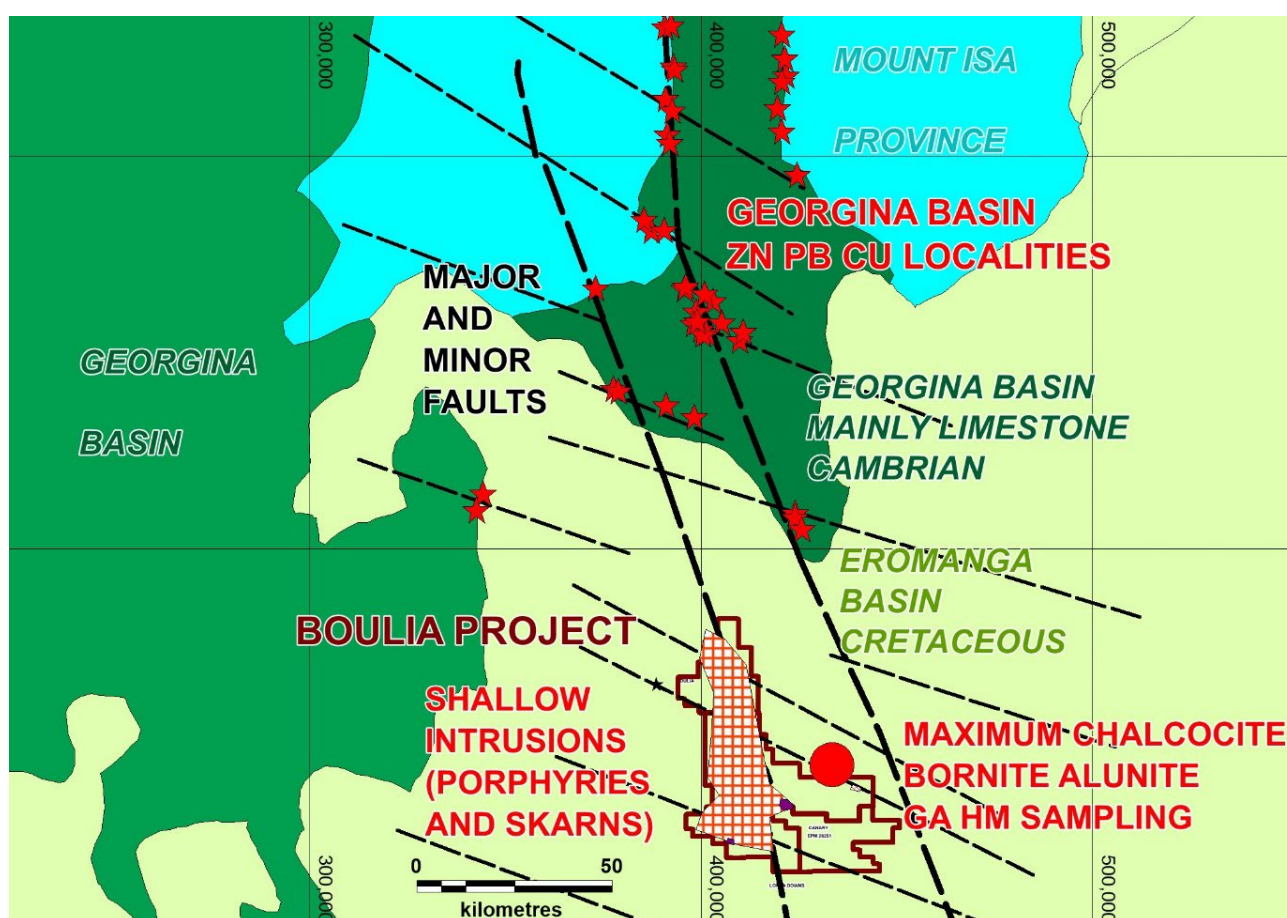 300,000
400,000
500,000
MOUNT ISA
PROVINCE
GEORGINA BASIN
ZN PB CU LOCALITIES
MAJOR
AND
MINOR
FAULTS
GEORGINA
BASIN
GEORGINA BASIN
MAINLY LIMESTONE
CAMBRIAN
EROMANGA
BASIN
CRETACEOUS
BOULIA PROJECT
SHALLOW
INTRUSIONS
(PORPHYRIES
AND SKARNS)
MAXIMUM CHALCOCITE
BORNITE ALUNITE
GA HM SAMPLING
CANARY
0 50
kilometres
300,000
400,000
500,000